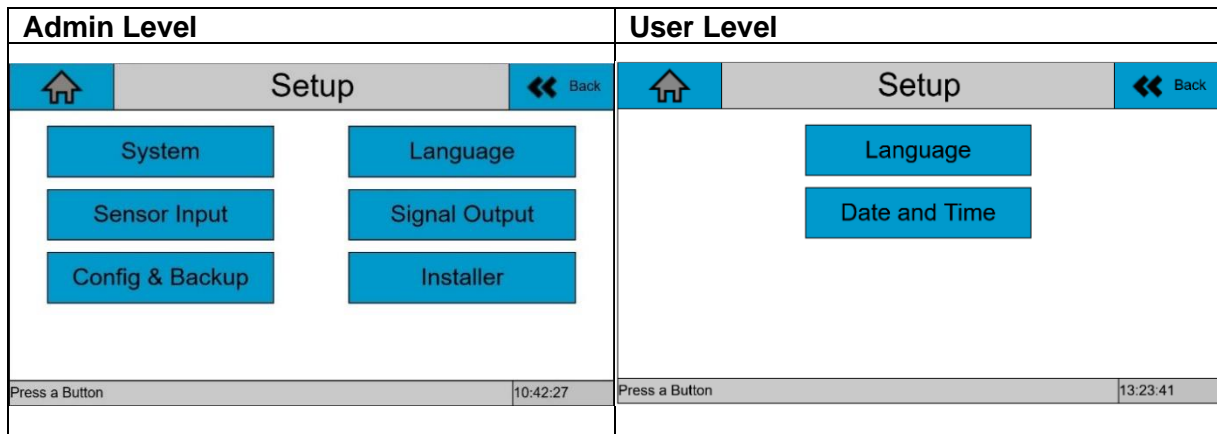 Admin Level
User Level
Setup
Back
System
Language
Sensor Input
Signal Output
Config & Backup
Installer
Press a Button
10:42:27
Setup
Back
Language
Date and Time
Press a Button
13:23:41